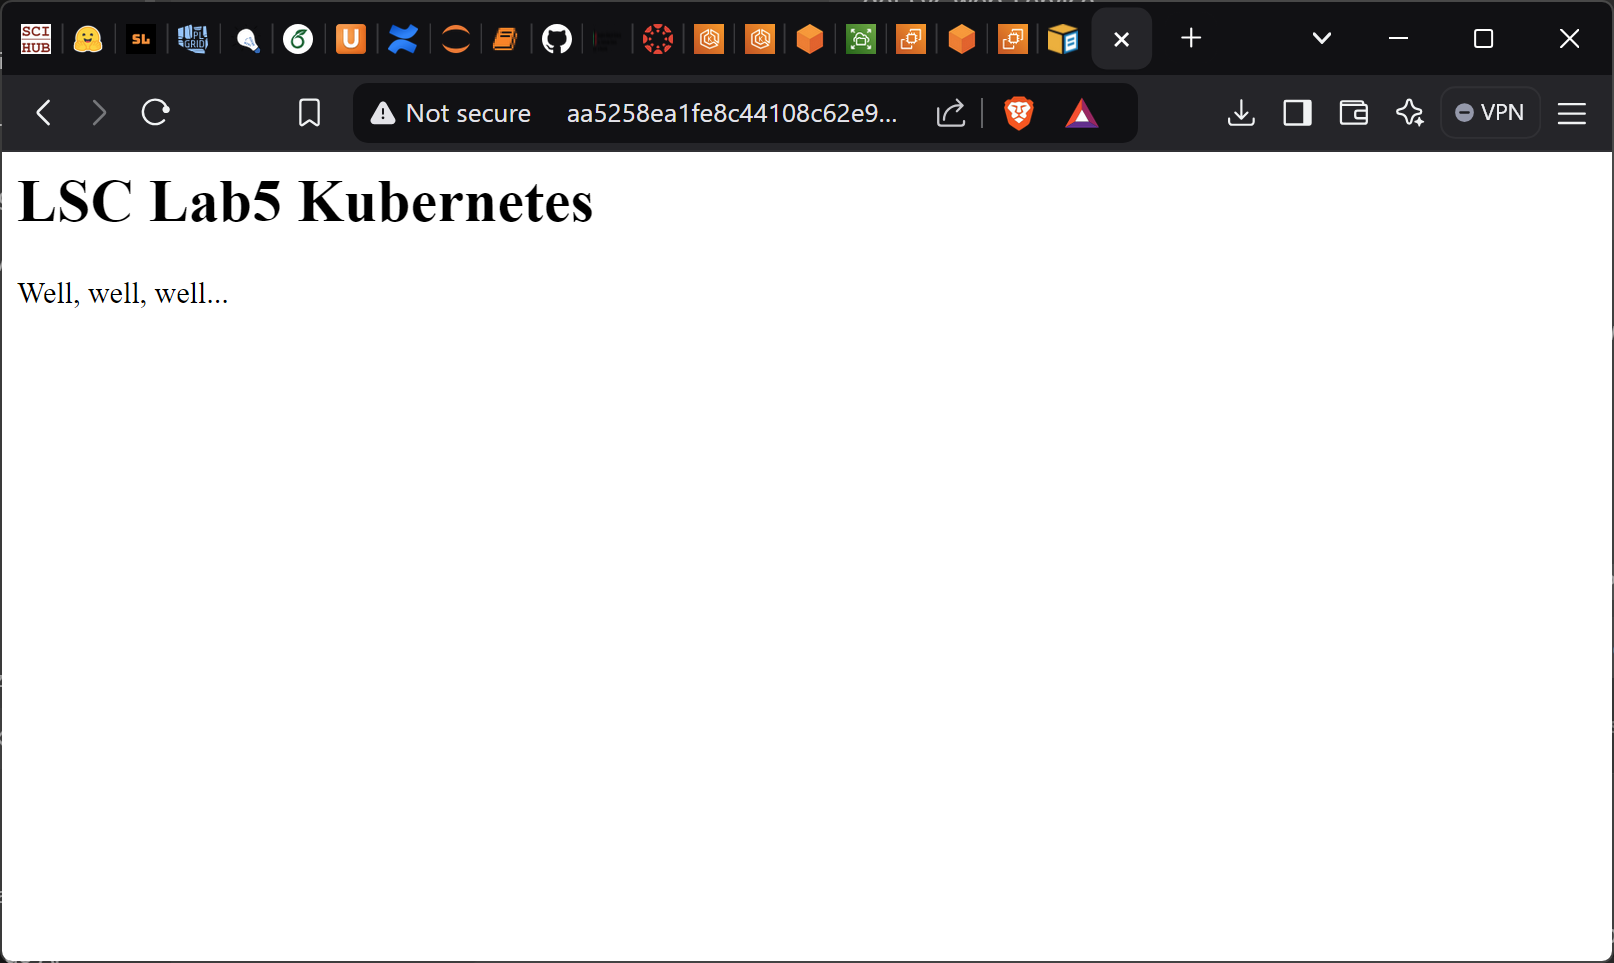 SCI
HUB
SL
PL
GRID
U
Not secure
aa5258ea1fe8c44108c62e9...
VPN
LSC Lab5 Kubernetes
Well, well, well...